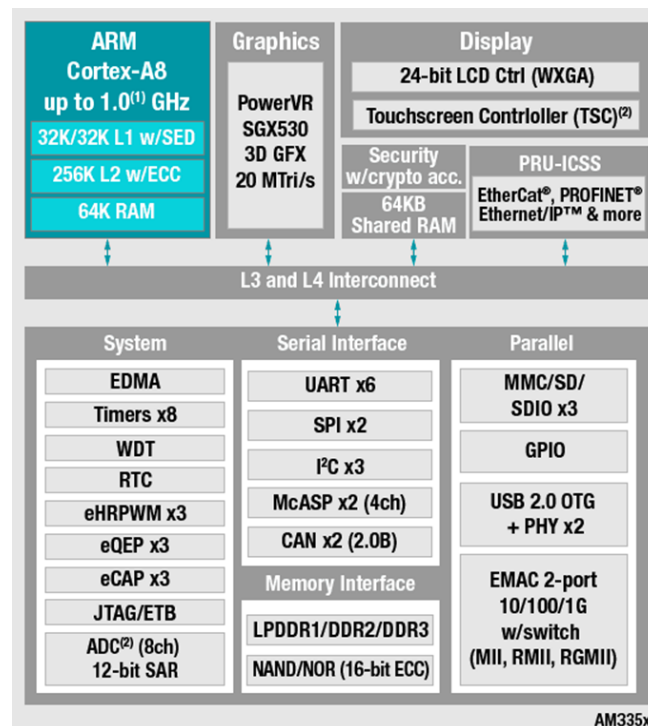 ARM
Cortex-A8
up to 1.0(1) GHz
32K/32K L1 w/SED
256K L2 w/ECC
64K RAM
Graphics
PowerVR
SGX530
3D GFX
20 MTri/s
Display
24-bit LCD Ctrl (WXGA)
Touchscreen Contrloller (TSC)(2)
Security
w/crypto acc.
64KB
Shared RAM
PRU-ICSS
EtherCat®, PROFINET®
Ethernet/IP™ & more
L3 and L4 Interconnect
System
EDMA
Timers x8
WDT
RTC
eHRPWM x3
eQEP x3
eCAP x3
JTAG/ETB
ADC(2) (8ch)
12-bit SAR
Serial Interface
UART x6
SPI x2
I²C x3
McASP x2 (4ch)
CAN x2 (2.0B)
Memory Interface
LPDDR1/DDR2/DDR3
NAND/NOR (16-bit ECC)
Parallel
MMC/SD/
SDIO x3
GPIO
USB 2.0 OTG
+ PHY x2
EMAC 2-port
10/100/1G
w/switch
(MII, RMII, RGMII)
AM335x